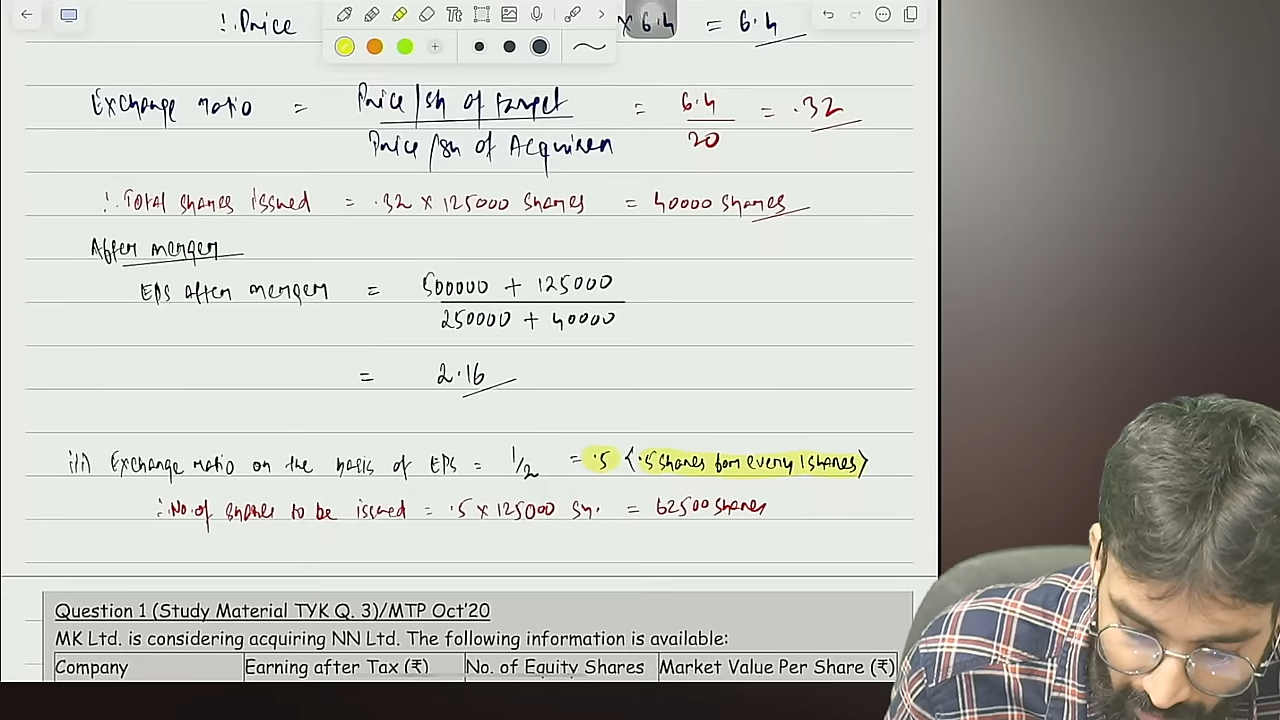 ∴ Price × 6.4 = 6.4
Exchange ratio = Price/sh of target / Price/sh of Acquirer = 6.4/20 = .32
∴ Total shares issued = .32 × 125000 shares = 40000 shares
After merger
EPS after merger = 500000 + 125000 / 250000 + 40000
= 2.16
iii) Exchange ratio on the basis of EPS = 1/2 = .5 <.5 shares for every 1 shares>
∴ No. of shares to be issued = .5 × 125000 sh. = 62500 shares
Question 1 (Study Material TYK Q. 3)/MTP Oct'20
MK Ltd. is considering acquiring NN Ltd. The following information is available:
Company Earning after Tax (₹) No. of Equity Shares Market Value Per Share (₹)